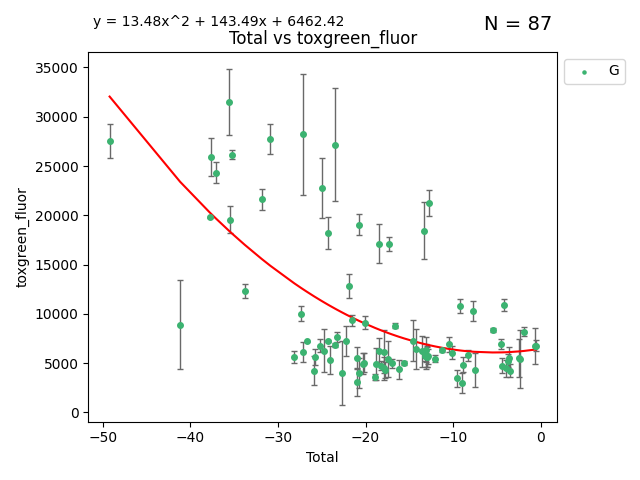 y = 13.48x^2 + 143.49x + 6462.42
N = 87
Total vs toxgreen_fluor
G
35000
30000
25000
20000
15000
10000
5000
0
toxgreen_fluor
−50
−40
−30
−20
−10
0
Total